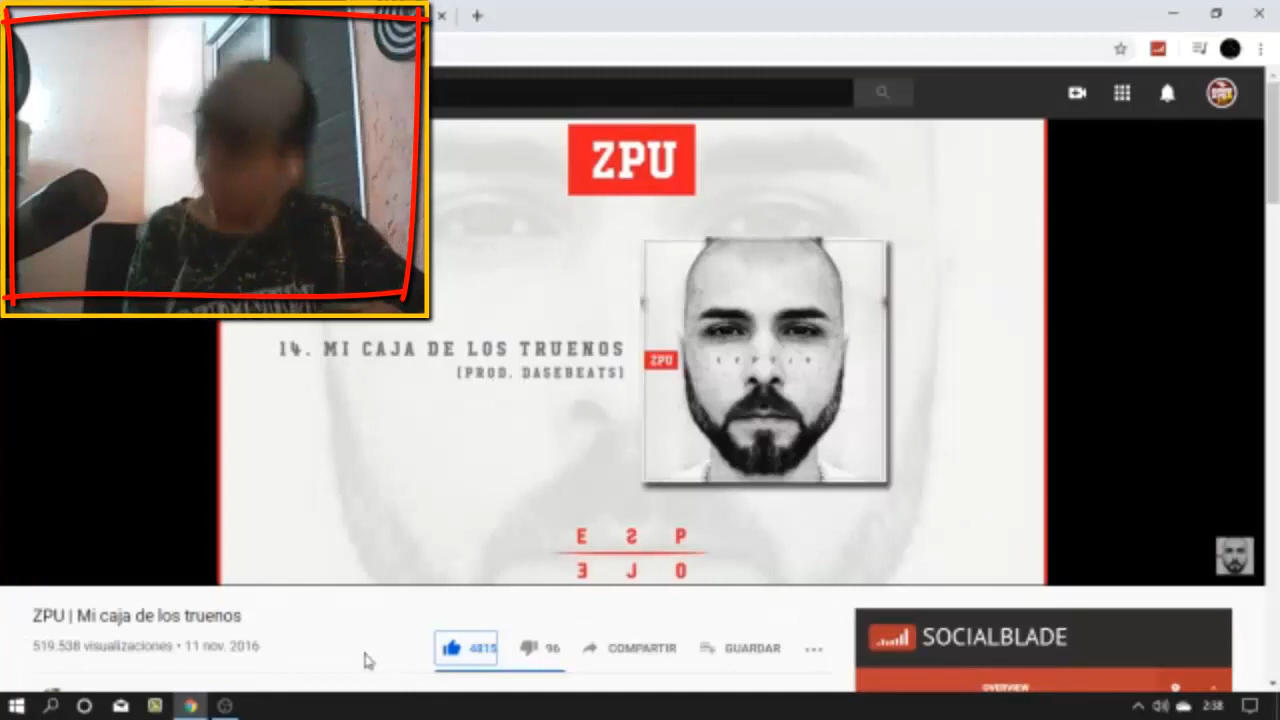 ZPU
14. MI CAJA DE LOS TRUENOS
(PROD. DASEBEATS)
ZPU
E S P
E J O
ZPU | Mi caja de los truenos
519.538 visualizaciones • 11 nov. 2016
4815
96
COMPARTIR
GUARDAR
SOCIALBLADE
OVERVIEW
2:38